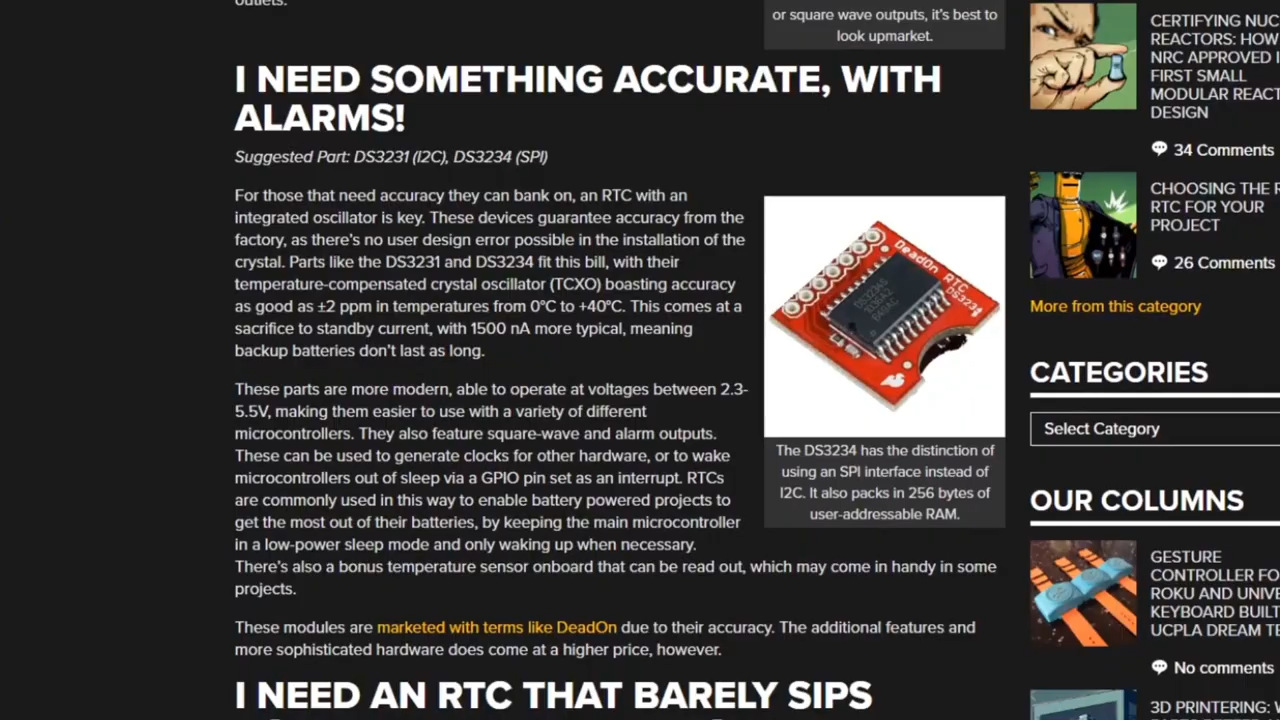 outlets.
or square wave outputs, it's best to
look upmarket.
I NEED SOMETHING ACCURATE, WITH
ALARMS!
Suggested Part: DS3231 (I2C), DS3234 (SPI)
For those that need accuracy they can bank on, an RTC with an
integrated oscillator is key. These devices guarantee accuracy from the
factory, as there's no user design error possible in the installation of the
crystal. Parts like the DS3231 and DS3234 fit this bill, with their
temperature-compensated crystal oscillator (TCXO) boasting accuracy
as good as ±2 ppm in temperatures from 0°C to +40°C. This comes at a
sacrifice to standby current, with 1500 nA more typical, meaning
backup batteries don't last as long.
These parts are more modern, able to operate at voltages between 2.3-
5.5V, making them easier to use with a variety of different
microcontrollers. They also feature square-wave and alarm outputs.
These can be used to generate clocks for other hardware, or to wake
microcontrollers out of sleep via a GPIO pin set as an interrupt. RTCs
are commonly used in this way to enable battery powered projects to
get the most out of their batteries, by keeping the main microcontroller
in a low-power sleep mode and only waking up when necessary.
There's also a bonus temperature sensor onboard that can be read out, which may come in handy in some
projects.
DeadOn RTC
The DS3234 has the distinction of
using an SPI interface instead of
I2C. It also packs in 256 bytes of
user-addressable RAM.
These modules are marketed with terms like DeadOn due to their accuracy. The additional features and
more sophisticated hardware does come at a higher price, however.
I NEED AN RTC THAT BARELY SIPS
CERTIFYING NUC
REACTORS: HOW
NRC APPROVED I
FIRST SMALL
MODULAR REACT
DESIGN
34 Comments
CHOOSING THE R
RTC FOR YOUR
PROJECT
26 Comments
More from this category
CATEGORIES
Select Category
OUR COLUMNS
GESTURE
CONTROLLER FO
ROKU AND UNIVE
KEYBOARD BUILT
UCPLA DREAM TE
No comments
3D PRINTERING: W